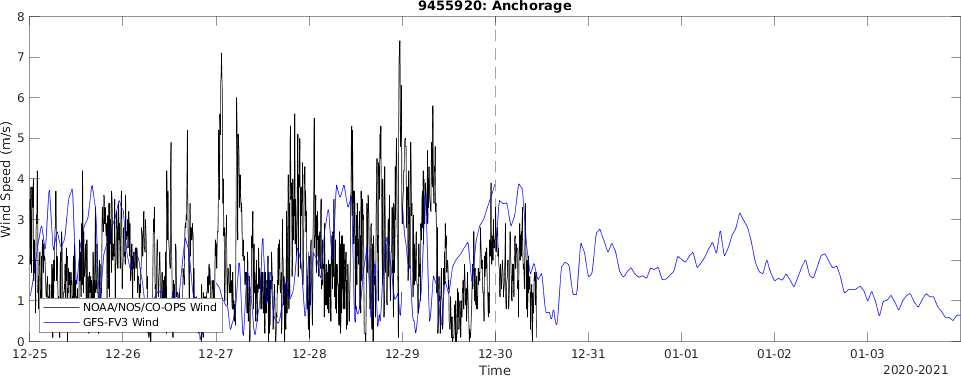 9455920: Anchorage
8
7
6
5
4
3
2
1
0
Wind Speed (m/s)
NOAA/NOS/CO-OPS Wind
GFS-FV3 Wind
12-25 12-26 12-27 12-28 12-29 12-30 12-31 01-01 01-02 01-03
Time
2020-2021